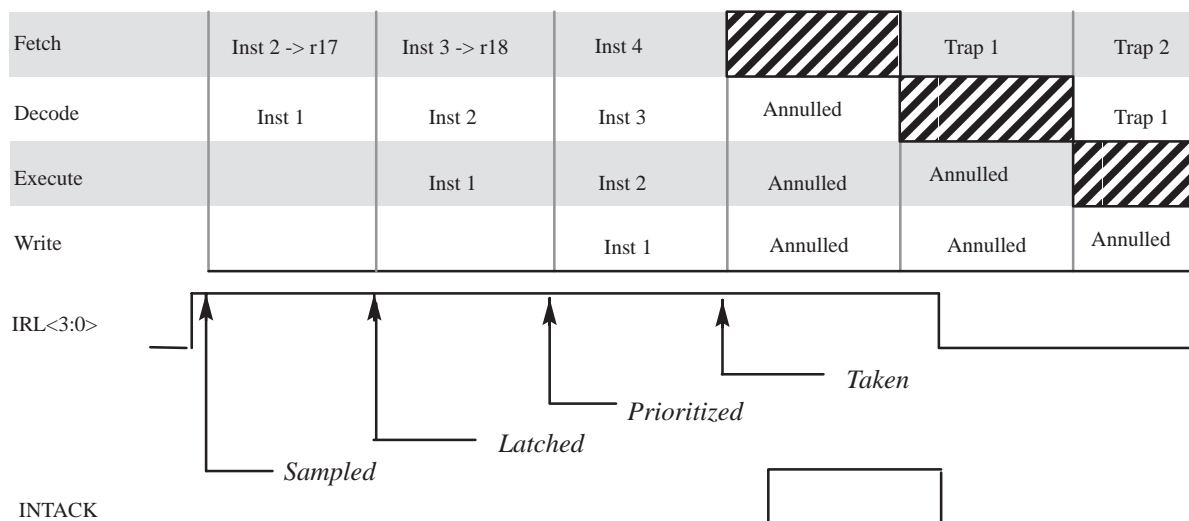 Fetch Inst 2 -> r17 Inst 3 -> r18 Inst 4 Trap 1 Trap 2
Decode Inst 1 Inst 2 Inst 3 Annulled Trap 1
Execute Inst 1 Inst 2 Annulled Annulled
Write Inst 1 Annulled Annulled Annulled
IRL<3:0>
Taken
Prioritized
Latched
Sampled
INTACK